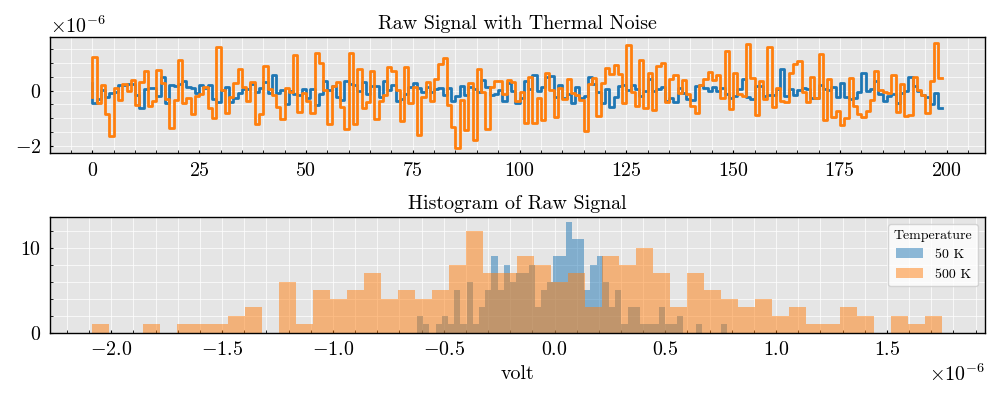 Raw Signal with Thermal Noise
×10⁻⁶
0
−2
0 25 50 75 100 125 150 175 200
Histogram of Raw Signal
10
0
Temperature
50 K
500 K
−2.0 −1.5 −1.0 −0.5 0.0 0.5 1.0 1.5
volt
×10⁻⁶